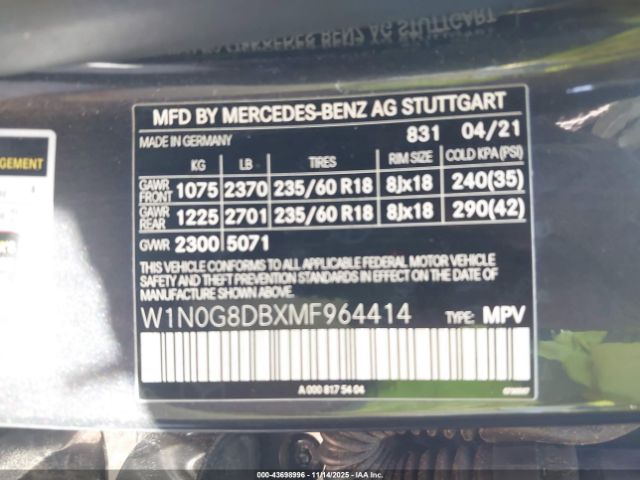 MFD BY MERCEDES-BENZ AG STUTTGART
MADE IN GERMANY 831 04/21
KG LB TIRES RIM SIZE COLD KPA(PSI)
GAWR FRONT 1075 2370 235/60 R18 8Jx18 240(35)
GAWR REAR 1225 2701 235/60 R18 8Jx18 290(42)
GVWR 2300 5071
THIS VEHICLE CONFORMS TO ALL APPLICABLE FEDERAL MOTOR VEHICLE
SAFETY AND THEFT PREVENTION STANDARDS IN EFFECT ON THE DATE OF
MANUFACTURE SHOWN ABOVE.
W1N0G8DBXMF964414 TYPE: MPV
A 000 817 54 04
000-43698996 - 11/14/2025 - IAAI.com